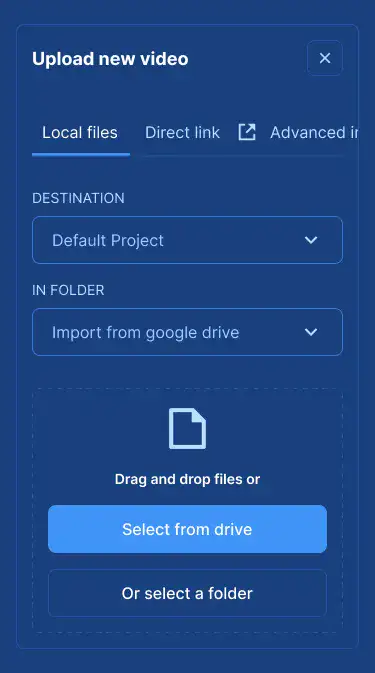 Upload new video
Local files Direct link Advanced in
DESTINATION
Default Project
IN FOLDER
Import from google drive
Drag and drop files or
Select from drive
Or select a folder